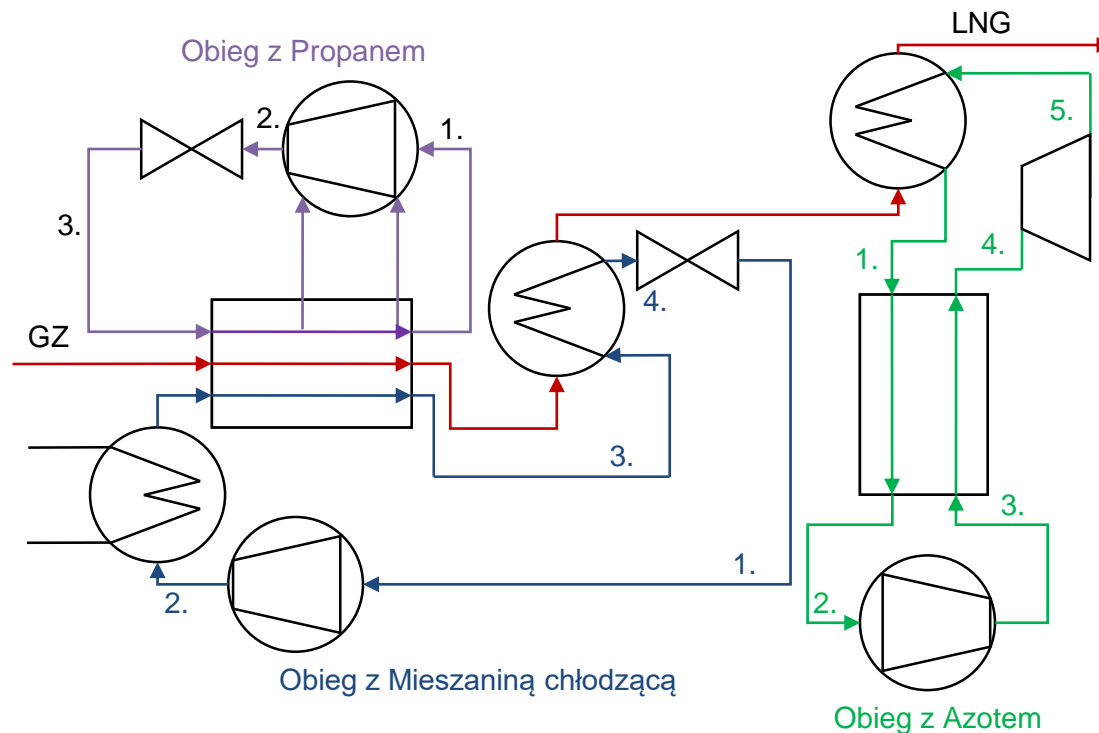 LNG
Obieg z Propanem
5.
2.
1.
3.
1.
4.
4.
GZ
3.
3.
1.
2.
2.
Obieg z Mieszaniną chłodzącą
Obieg z Azotem